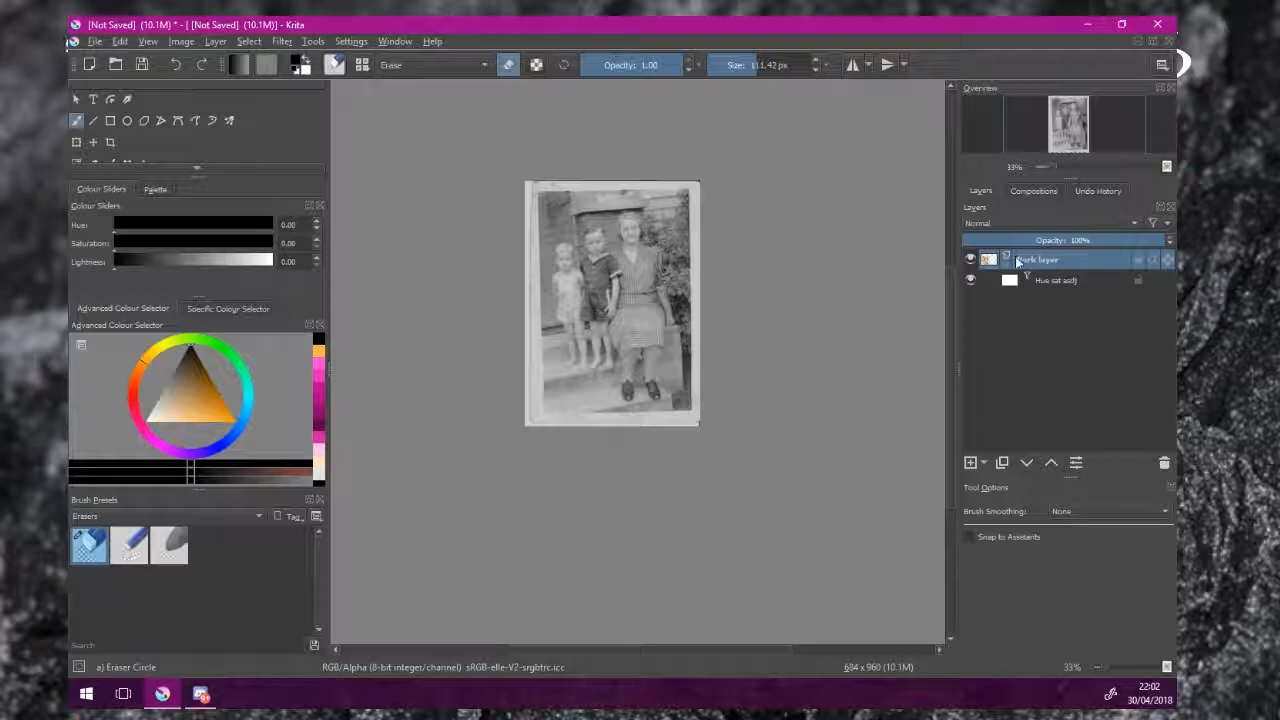 [Not Saved] (10.1M) * - [ [Not Saved] (10.1M)] - Krita
File Edit View Image Layer Select Filter Tools Settings Window Help
Erase Opacity: 1.00 Size: 111.42 px
Overview
33%
Colour Sliders Palette
Layers Compositions Undo History
Colour Sliders
Layers
Hue: 0.00
Normal
Saturation: 0.00
Opacity: 100%
Lightness: 0.00
layer
Hue sat asdj
Advanced Colour Selector Specific Colour Selector
Advanced Colour Selector
Tool Options
Brush Presets
Brush Smoothing: None
Erasers Tag
Snap to Assistants
Search
a) Eraser Circle RGB/Alpha (8-bit integer/channel) sRGB-elle-V2-srgbtrc.icc 684 x 960 (10.1M) 33%
22:02
30/04/2018